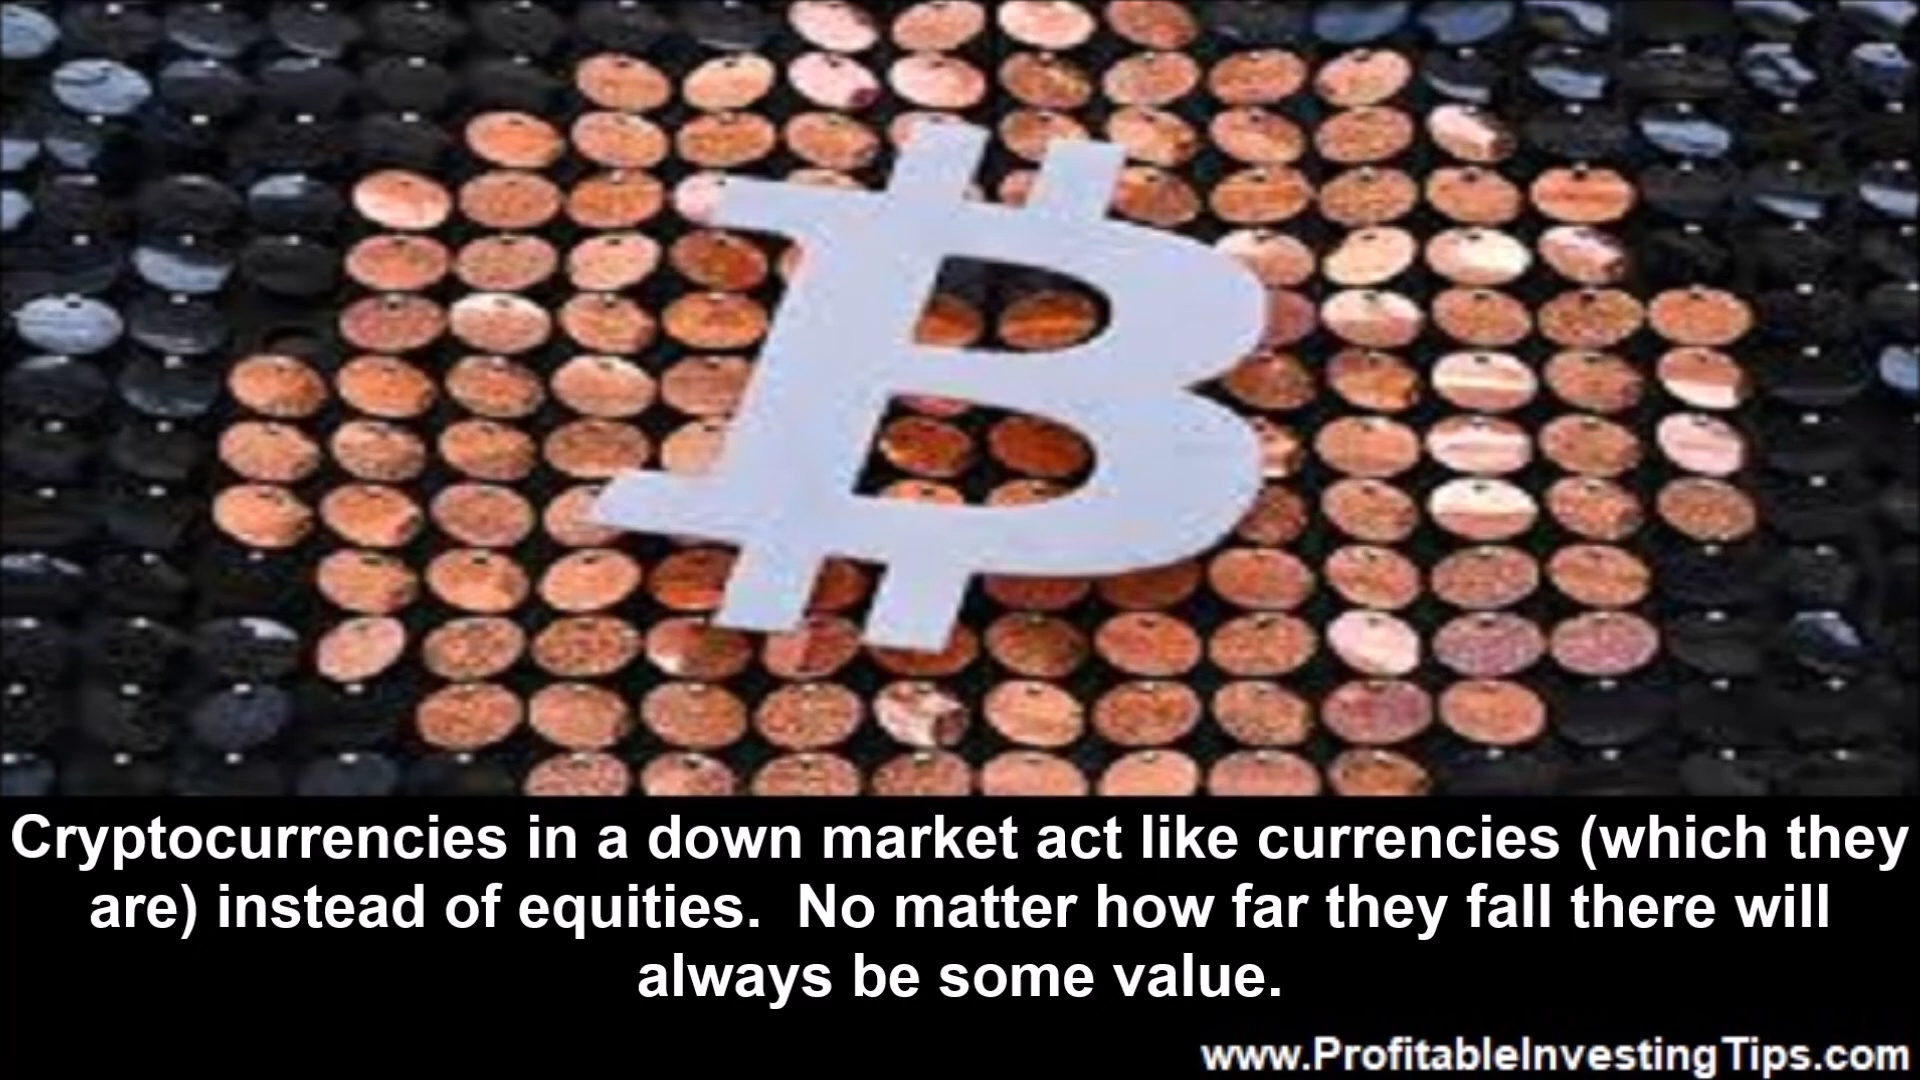 Cryptocurrencies in a down market act like currencies (which they
are) instead of equities.  No matter how far they fall there will
always be some value.
www.ProfitableInvestingTips.com